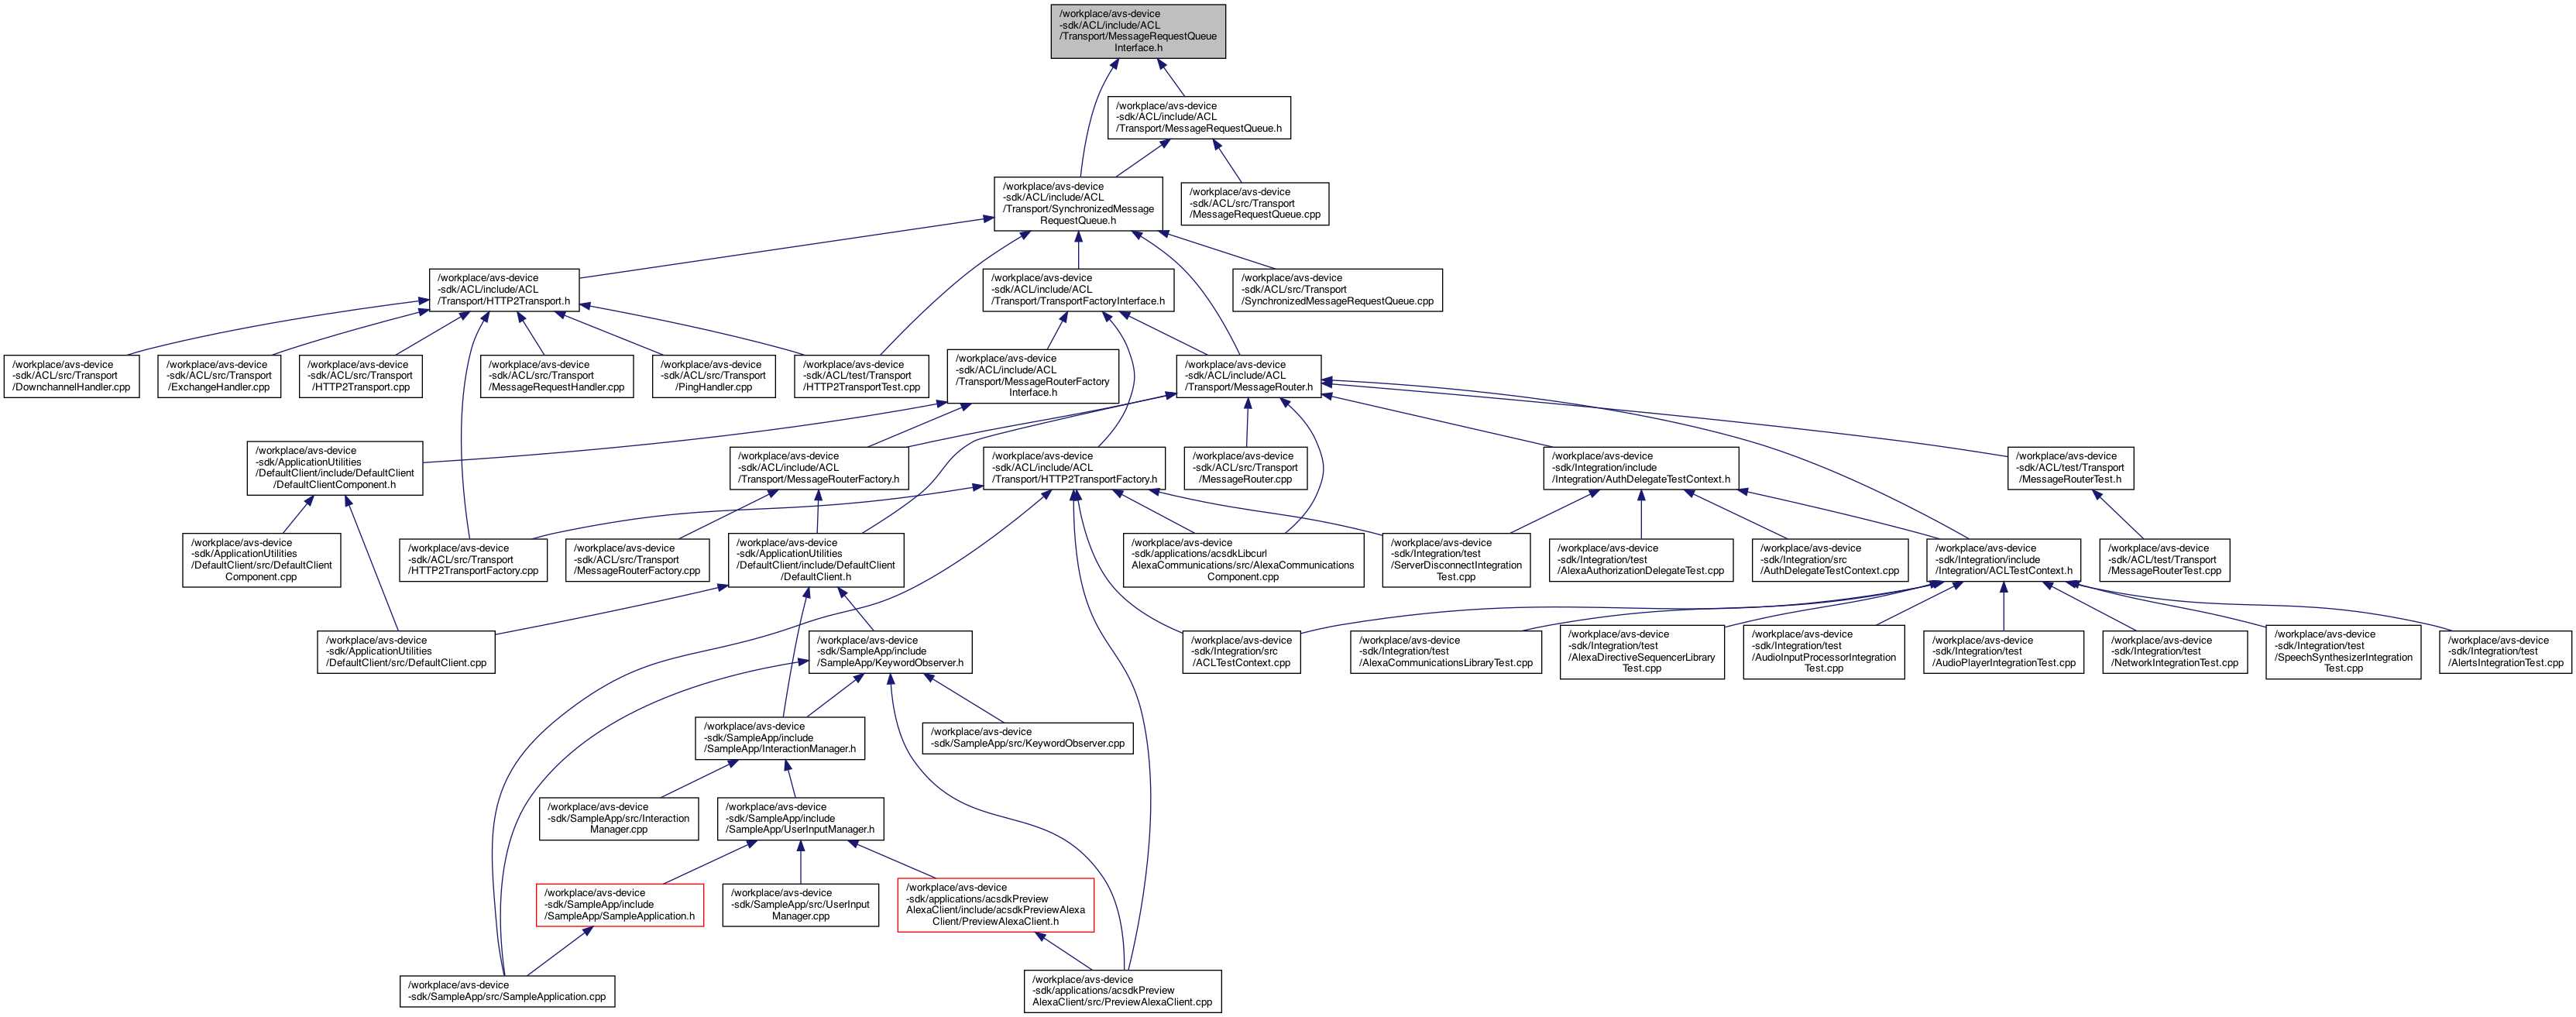 /workplace/avs-device
-sdk/ACL/include/ACL
/Transport/MessageRequestQueue
Interface.h
/workplace/avs-device
-sdk/ACL/include/ACL
/Transport/MessageRequestQueue.h
/workplace/avs-device
-sdk/ACL/include/ACL
/Transport/SynchronizedMessage
RequestQueue.h
/workplace/avs-device
-sdk/ACL/src/Transport
/MessageRequestQueue.cpp
/workplace/avs-device
-sdk/ACL/include/ACL
/Transport/HTTP2Transport.h
/workplace/avs-device
-sdk/ACL/include/ACL
/Transport/TransportFactoryInterface.h
/workplace/avs-device
-sdk/ACL/src/Transport
/SynchronizedMessageRequestQueue.cpp
/workplace/avs-device
-sdk/ACL/src/Transport
/DownchannelHandler.cpp
/workplace/avs-device
-sdk/ACL/src/Transport
/ExchangeHandler.cpp
/workplace/avs-device
-sdk/ACL/src/Transport
/HTTP2Transport.cpp
/workplace/avs-device
-sdk/ACL/src/Transport
/MessageRequestHandler.cpp
/workplace/avs-device
-sdk/ACL/src/Transport
/PingHandler.cpp
/workplace/avs-device
-sdk/ACL/test/Transport
/HTTP2TransportTest.cpp
/workplace/avs-device
-sdk/ACL/include/ACL
/Transport/MessageRouterFactory
Interface.h
/workplace/avs-device
-sdk/ACL/include/ACL
/Transport/MessageRouter.h
/workplace/avs-device
-sdk/ApplicationUtilities
/DefaultClient/include/DefaultClient
/DefaultClientComponent.h
/workplace/avs-device
-sdk/ACL/include/ACL
/Transport/MessageRouterFactory.h
/workplace/avs-device
-sdk/ACL/include/ACL
/Transport/HTTP2TransportFactory.h
/workplace/avs-device
-sdk/ACL/src/Transport
/MessageRouter.cpp
/workplace/avs-device
-sdk/Integration/include
/Integration/AuthDelegateTestContext.h
/workplace/avs-device
-sdk/ACL/test/Transport
/MessageRouterTest.h
/workplace/avs-device
-sdk/ApplicationUtilities
/DefaultClient/src/DefaultClient
Component.cpp
/workplace/avs-device
-sdk/ACL/src/Transport
/HTTP2TransportFactory.cpp
/workplace/avs-device
-sdk/ACL/src/Transport
/MessageRouterFactory.cpp
/workplace/avs-device
-sdk/ApplicationUtilities
/DefaultClient/include/DefaultClient
/DefaultClient.h
/workplace/avs-device
-sdk/applications/acsdkLibcurl
AlexaCommunications/src/AlexaCommunications
Component.cpp
/workplace/avs-device
-sdk/Integration/test
/ServerDisconnectIntegration
Test.cpp
/workplace/avs-device
-sdk/Integration/test
/AlexaAuthorizationDelegateTest.cpp
/workplace/avs-device
-sdk/Integration/src
/AuthDelegateTestContext.cpp
/workplace/avs-device
-sdk/Integration/include
/Integration/ACLTestContext.h
/workplace/avs-device
-sdk/ACL/test/Transport
/MessageRouterTest.cpp
/workplace/avs-device
-sdk/ApplicationUtilities
/DefaultClient/src/DefaultClient.cpp
/workplace/avs-device
-sdk/SampleApp/include
/SampleApp/KeywordObserver.h
/workplace/avs-device
-sdk/Integration/src
/ACLTestContext.cpp
/workplace/avs-device
-sdk/Integration/test
/AlexaCommunicationsLibraryTest.cpp
/workplace/avs-device
-sdk/Integration/test
/AlexaDirectiveSequencerLibrary
Test.cpp
/workplace/avs-device
-sdk/Integration/test
/AudioInputProcessorIntegration
Test.cpp
/workplace/avs-device
-sdk/Integration/test
/AudioPlayerIntegrationTest.cpp
/workplace/avs-device
-sdk/Integration/test
/NetworkIntegrationTest.cpp
/workplace/avs-device
-sdk/Integration/test
/SpeechSynthesizerIntegration
Test.cpp
/workplace/avs-device
-sdk/Integration/test
/AlertsIntegrationTest.cpp
/workplace/avs-device
-sdk/SampleApp/include
/SampleApp/InteractionManager.h
/workplace/avs-device
-sdk/SampleApp/src/KeywordObserver.cpp
/workplace/avs-device
-sdk/SampleApp/src/Interaction
Manager.cpp
/workplace/avs-device
-sdk/SampleApp/include
/SampleApp/UserInputManager.h
/workplace/avs-device
-sdk/SampleApp/include
/SampleApp/SampleApplication.h
/workplace/avs-device
-sdk/SampleApp/src/UserInput
Manager.cpp
/workplace/avs-device
-sdk/applications/acsdkPreview
AlexaClient/include/acsdkPreviewAlexa
Client/PreviewAlexaClient.h
/workplace/avs-device
-sdk/SampleApp/src/SampleApplication.cpp
/workplace/avs-device
-sdk/applications/acsdkPreview
AlexaClient/src/PreviewAlexaClient.cpp